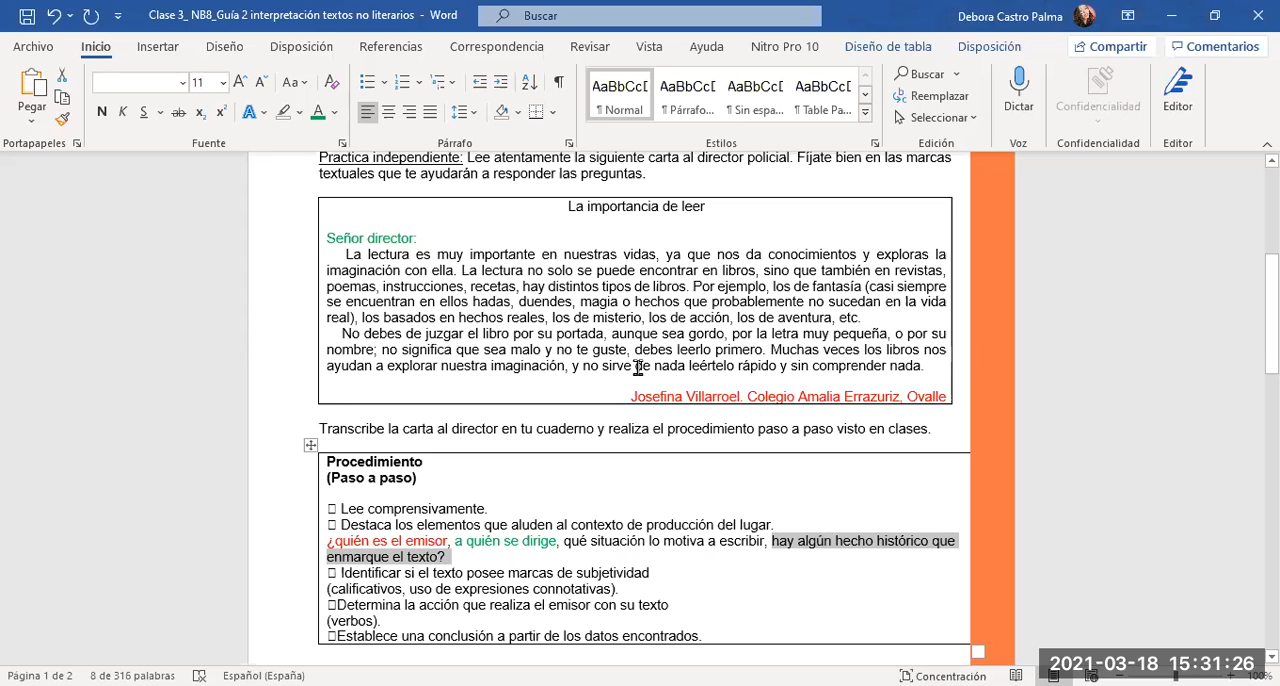 Clase 3_ NB8_Guía 2 interpretación textos no literarios - Word
Buscar
Debora Castro Palma
Archivo Inicio Insertar Diseño Disposición Referencias Correspondencia Revisar Vista Ayuda Nitro Pro 10 Diseño de tabla Disposición Compartir Comentarios
Pegar
11
Aa
N K S ab x₂ x² A A
AaBbCcD AaBbCcD AaBbCcD AaBbCcD
¶ Normal ¶ Párrafo... ¶ Sin espa... ¶ Table Pa...
Buscar
Reemplazar
Seleccionar
Dictar
Confidencialidad
Editor
Portapapeles Fuente Párrafo Estilos Edición Voz Confidencialidad Editor
Practica independiente: Lee atentamente la siguiente carta al director policial. Fíjate bien en las marcas
textuales que te ayudarán a responder las preguntas.
La importancia de leer
Señor director:
La lectura es muy importante en nuestras vidas, ya que nos da conocimientos y exploras la
imaginación con ella. La lectura no solo se puede encontrar en libros, sino que también en revistas,
poemas, instrucciones, recetas, hay distintos tipos de libros. Por ejemplo, los de fantasía (casi siempre
se encuentran en ellos hadas, duendes, magia o hechos que probablemente no sucedan en la vida
real), los basados en hechos reales, los de misterio, los de acción, los de aventura, etc.
No debes de juzgar el libro por su portada, aunque sea gordo, por la letra muy pequeña, o por su
nombre; no significa que sea malo y no te guste, debes leerlo primero. Muchas veces los libros nos
ayudan a explorar nuestra imaginación, y no sirve de nada leértelo rápido y sin comprender nada.
Josefina Villarroel. Colegio Amalia Errazuriz, Ovalle
Transcribe la carta al director en tu cuaderno y realiza el procedimiento paso a paso visto en clases.
Procedimiento
(Paso a paso)
Lee comprensivamente.
Destaca los elementos que aluden al contexto de producción del lugar.
¿quién es el emisor, a quién se dirige, qué situación lo motiva a escribir, hay algún hecho histórico que
enmarque el texto?
Identificar si el texto posee marcas de subjetividad
(calificativos, uso de expresiones connotativas).
Determina la acción que realiza el emisor con su texto
(verbos).
Establece una conclusión a partir de los datos encontrados.
Página 1 de 2 8 de 316 palabras Español (España) Concentración 100%
2021-03-18 15:31:26